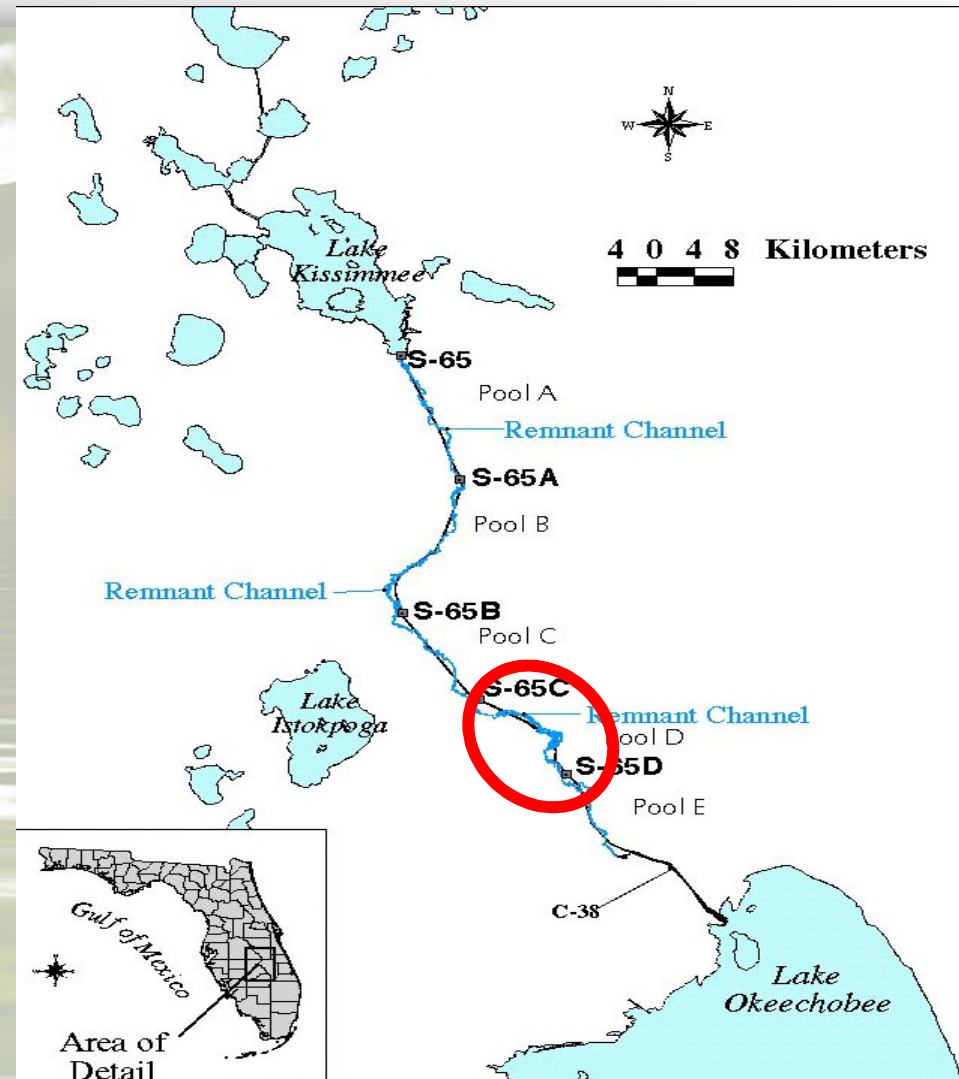 N
W
E
S
4 0 4 8 Kilometers
Lake
Kissimmee
S-65
Pool A
Remnant Channel
S-65A
Pool B
Remnant Channel
S-65B
Pool C
S-65C
Lake
Istokpoga
Remnant Channel
Pool D
S-65D
Pool E
C-38
Gulf of Mexico
Lake
Okeechobee
Area of
Detail